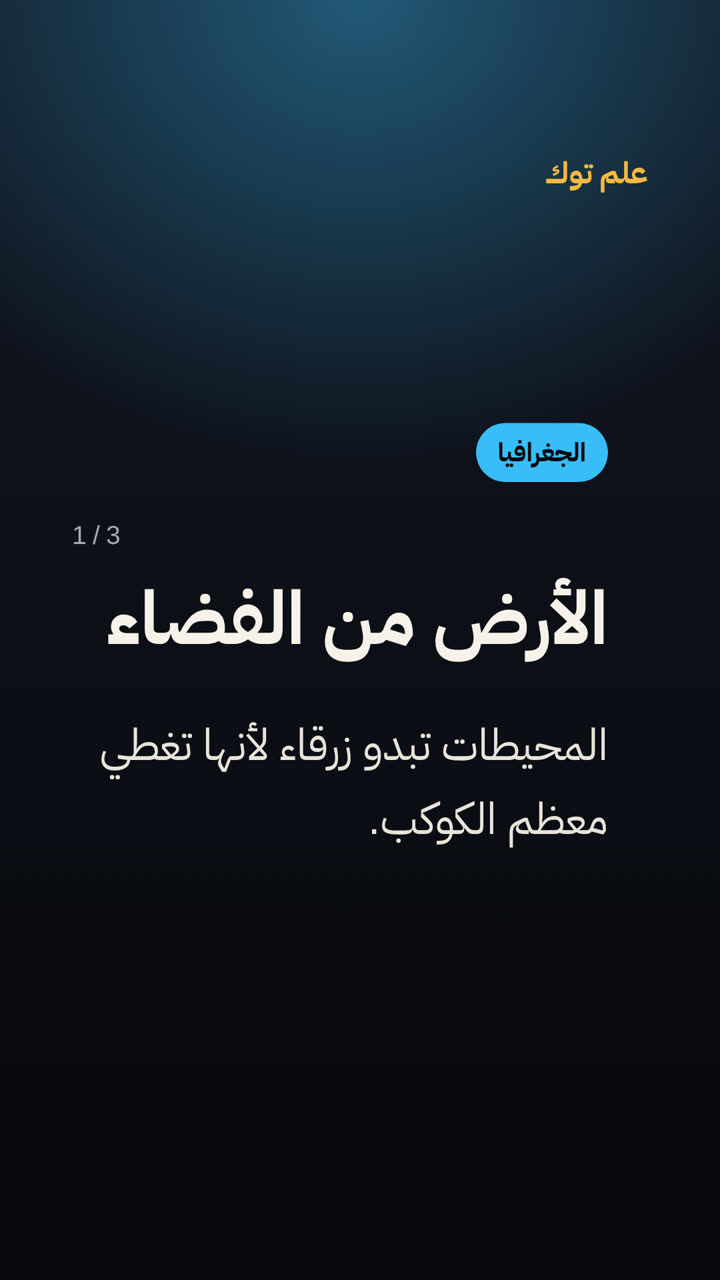 علم توك
الجغرافيا
1 / 3
الأرض من الفضاء
المحيطات تبدو زرقاء لأنها تغطي
معظم الكوكب.